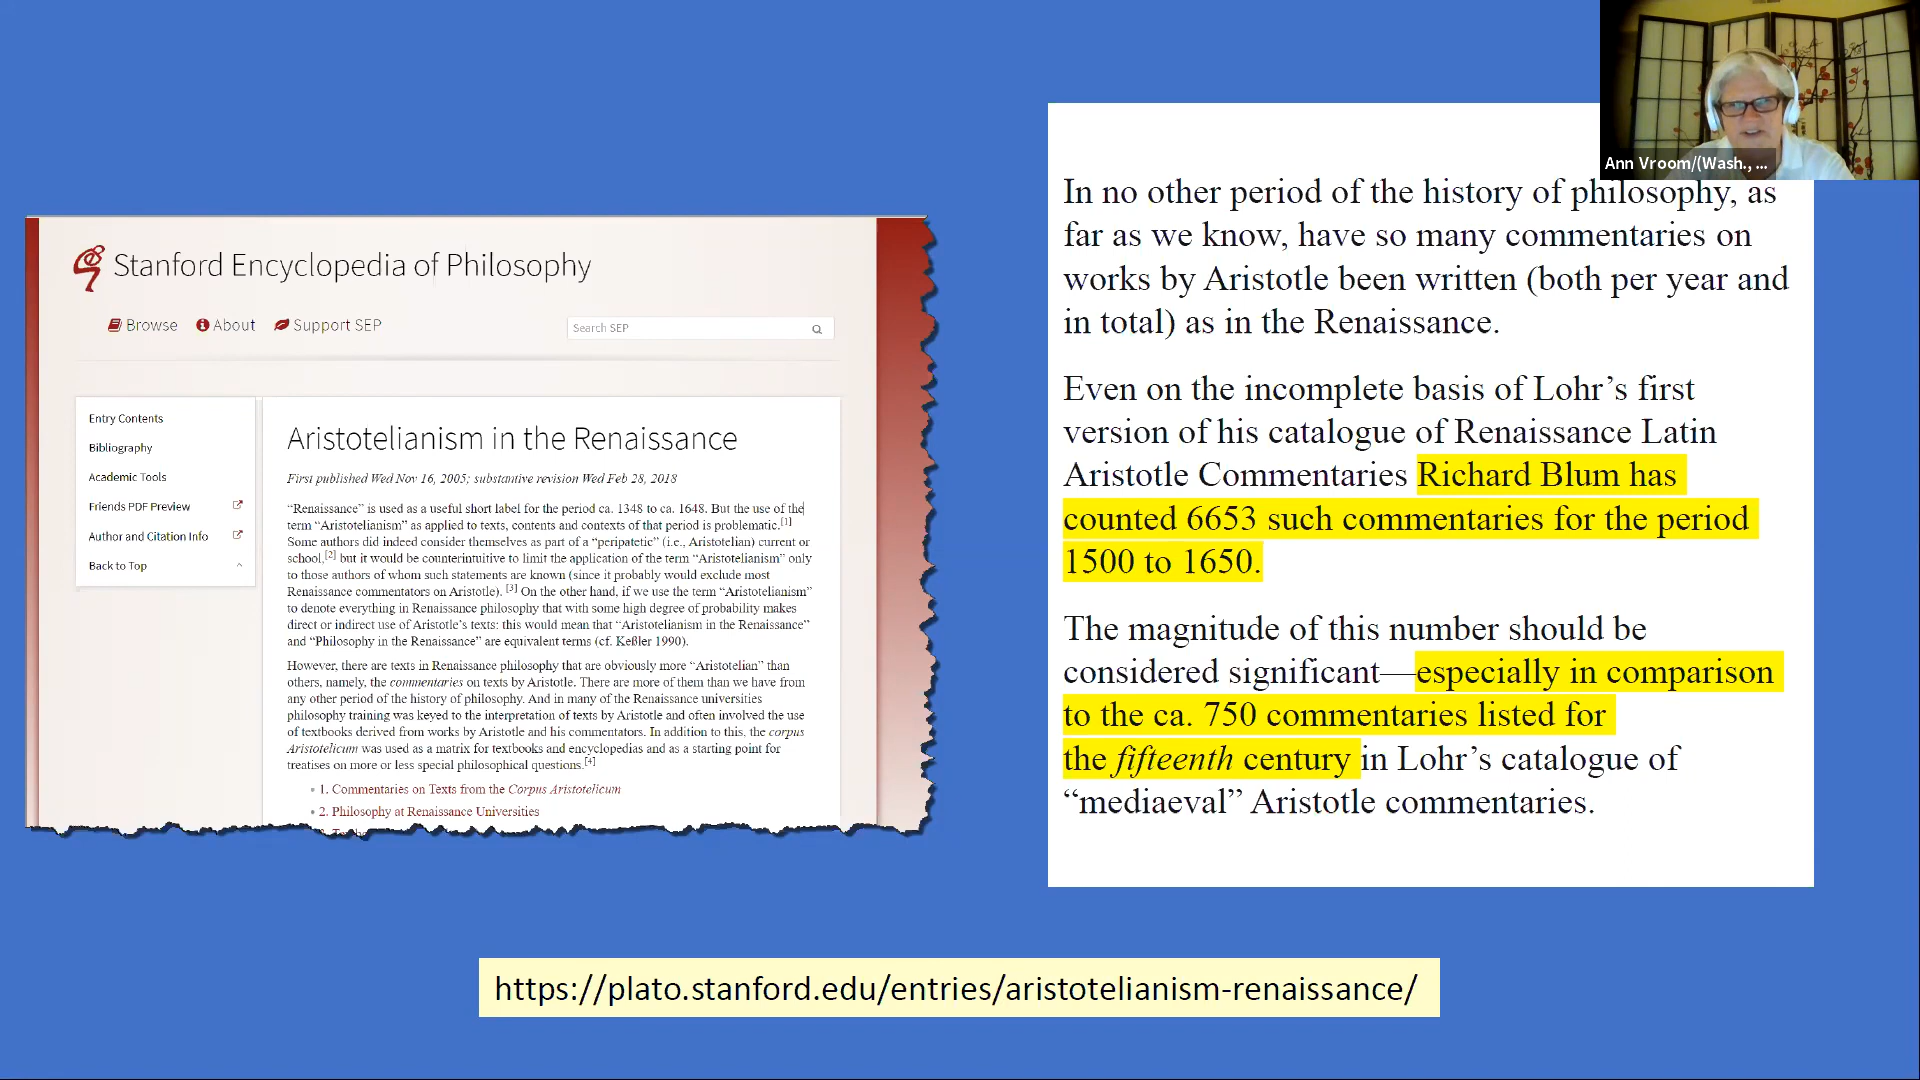 Ann Vroom/(Wash., ...
Stanford Encyclopedia of Philosophy
Browse About Support SEP
Search SEP
Entry Contents
Bibliography
Academic Tools
Friends PDF Preview
Author and Citation Info
Back to Top
Aristotelianism in the Renaissance
First published Wed Nov 16, 2005; substantive revision Wed Feb 28, 2018
“Renaissance” is used as a useful short label for the period ca. 1348 to ca. 1648. But the use of the
term “Aristotelianism” as applied to texts, contents and contexts of that period is problematic.[1]
Some authors did indeed consider themselves as part of a “peripatetic” (i.e., Aristotelian) current or
school,[2] but it would be counterintuitive to limit the application of the term “Aristotelianism” only
to those authors of whom such statements are known (since it probably would exclude most
Renaissance commentators on Aristotle). [3] On the other hand, if we use the term “Aristotelianism”
to denote everything in Renaissance philosophy that with some high degree of probability makes
direct or indirect use of Aristotle’s texts: this would mean that “Aristotelianism in the Renaissance”
and “Philosophy in the Renaissance” are equivalent terms (cf. Keßler 1990).
However, there are texts in Renaissance philosophy that are obviously more “Aristotelian” than
others, namely, the commentaries on texts by Aristotle. There are more of them than we have from
any other period of the history of philosophy. And in many of the Renaissance universities
philosophy training was keyed to the interpretation of texts by Aristotle and often involved the use
of textbooks derived from works by Aristotle and his commentators. In addition to this, the corpus
Aristotelicum was used as a matrix for textbooks and encyclopedias and as a starting point for
treatises on more or less special philosophical questions.[4]
1. Commentaries on Texts from the Corpus Aristotelicum
2. Philosophy at Renaissance Universities
In no other period of the history of philosophy, as
far as we know, have so many commentaries on
works by Aristotle been written (both per year and
in total) as in the Renaissance.
Even on the incomplete basis of Lohr’s first
version of his catalogue of Renaissance Latin
Aristotle Commentaries Richard Blum has
counted 6653 such commentaries for the period
1500 to 1650.
The magnitude of this number should be
considered significant—especially in comparison
to the ca. 750 commentaries listed for
the fifteenth century in Lohr’s catalogue of
“mediaeval” Aristotle commentaries.
https://plato.stanford.edu/entries/aristotelianism-renaissance/